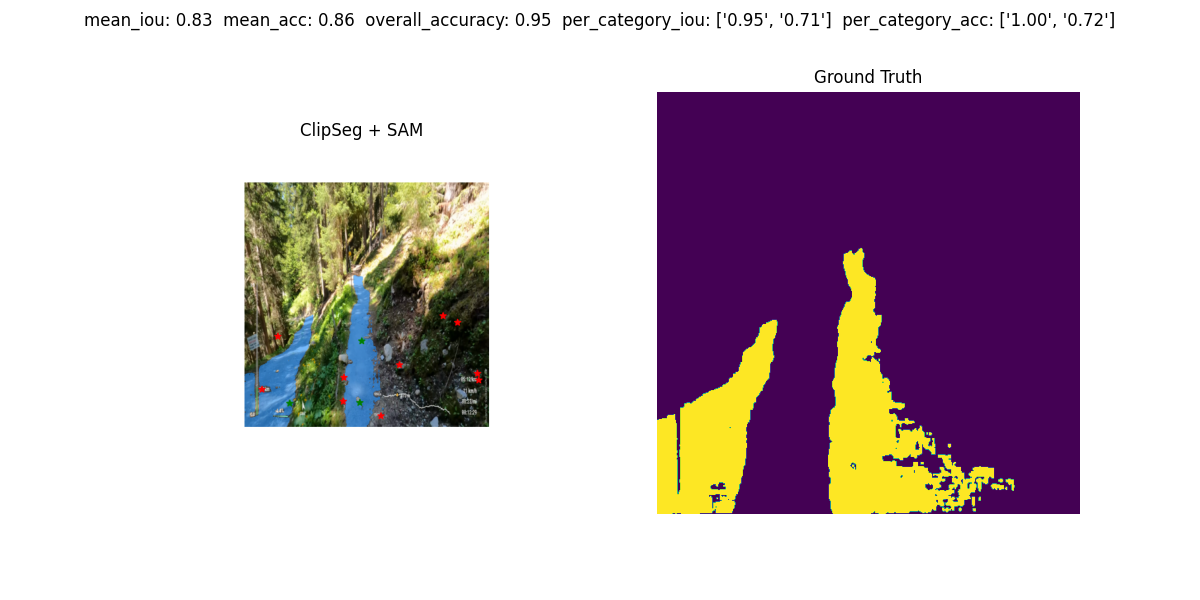 mean_iou: 0.83  mean_acc: 0.86  overall_accuracy: 0.95  per_category_iou: ['0.95', '0.71']  per_category_acc: ['1.00', '0.72']
Ground Truth
ClipSeg + SAM